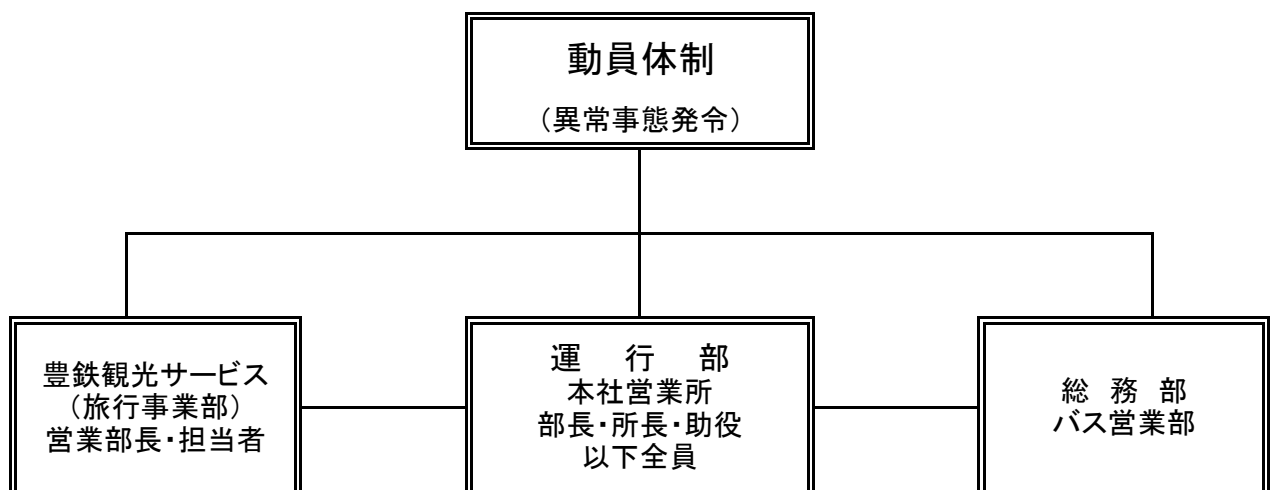 動員体制
（異常事態発令）
豊鉄観光サービス
（旅行事業部）
営業部長・担当者
運　行　部
本社営業所
部長・所長・助役
以下全員
総　務　部
バス営業部